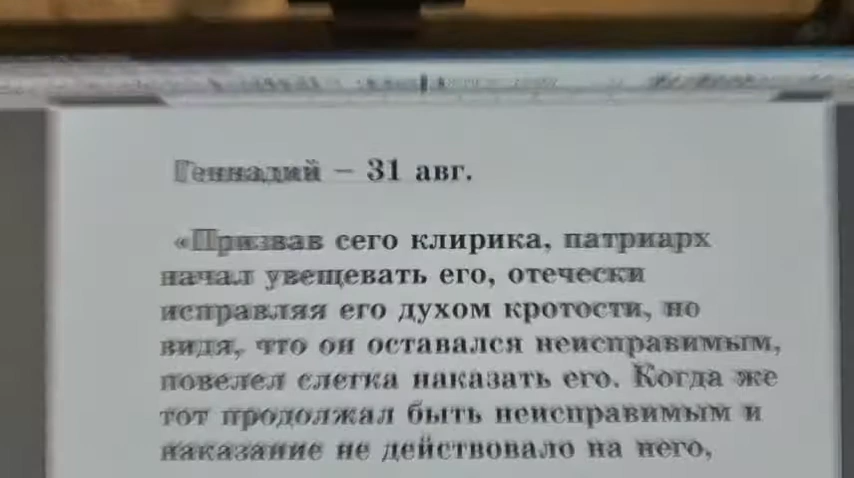 Геннадий – 31 авг.
«Призвав сего клирика, патриарх
начал увещевать его, отечески
исправляя его духом кротости, но
видя, что он оставался неисправимым,
повелел слегка наказать его. Когда же
тот продолжал быть неисправимым и
наказание не действовало на него,